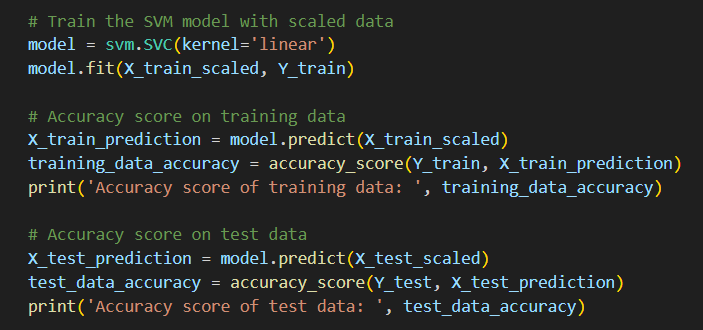 # Train the SVM model with scaled data
model = svm.SVC(kernel='linear')
model.fit(X_train_scaled, Y_train)
# Accuracy score on training data
X_train_prediction = model.predict(X_train_scaled)
training_data_accuracy = accuracy_score(Y_train, X_train_prediction)
print('Accuracy score of training data: ', training_data_accuracy)
# Accuracy score on test data
X_test_prediction = model.predict(X_test_scaled)
test_data_accuracy = accuracy_score(Y_test, X_test_prediction)
print('Accuracy score of test data: ', test_data_accuracy)